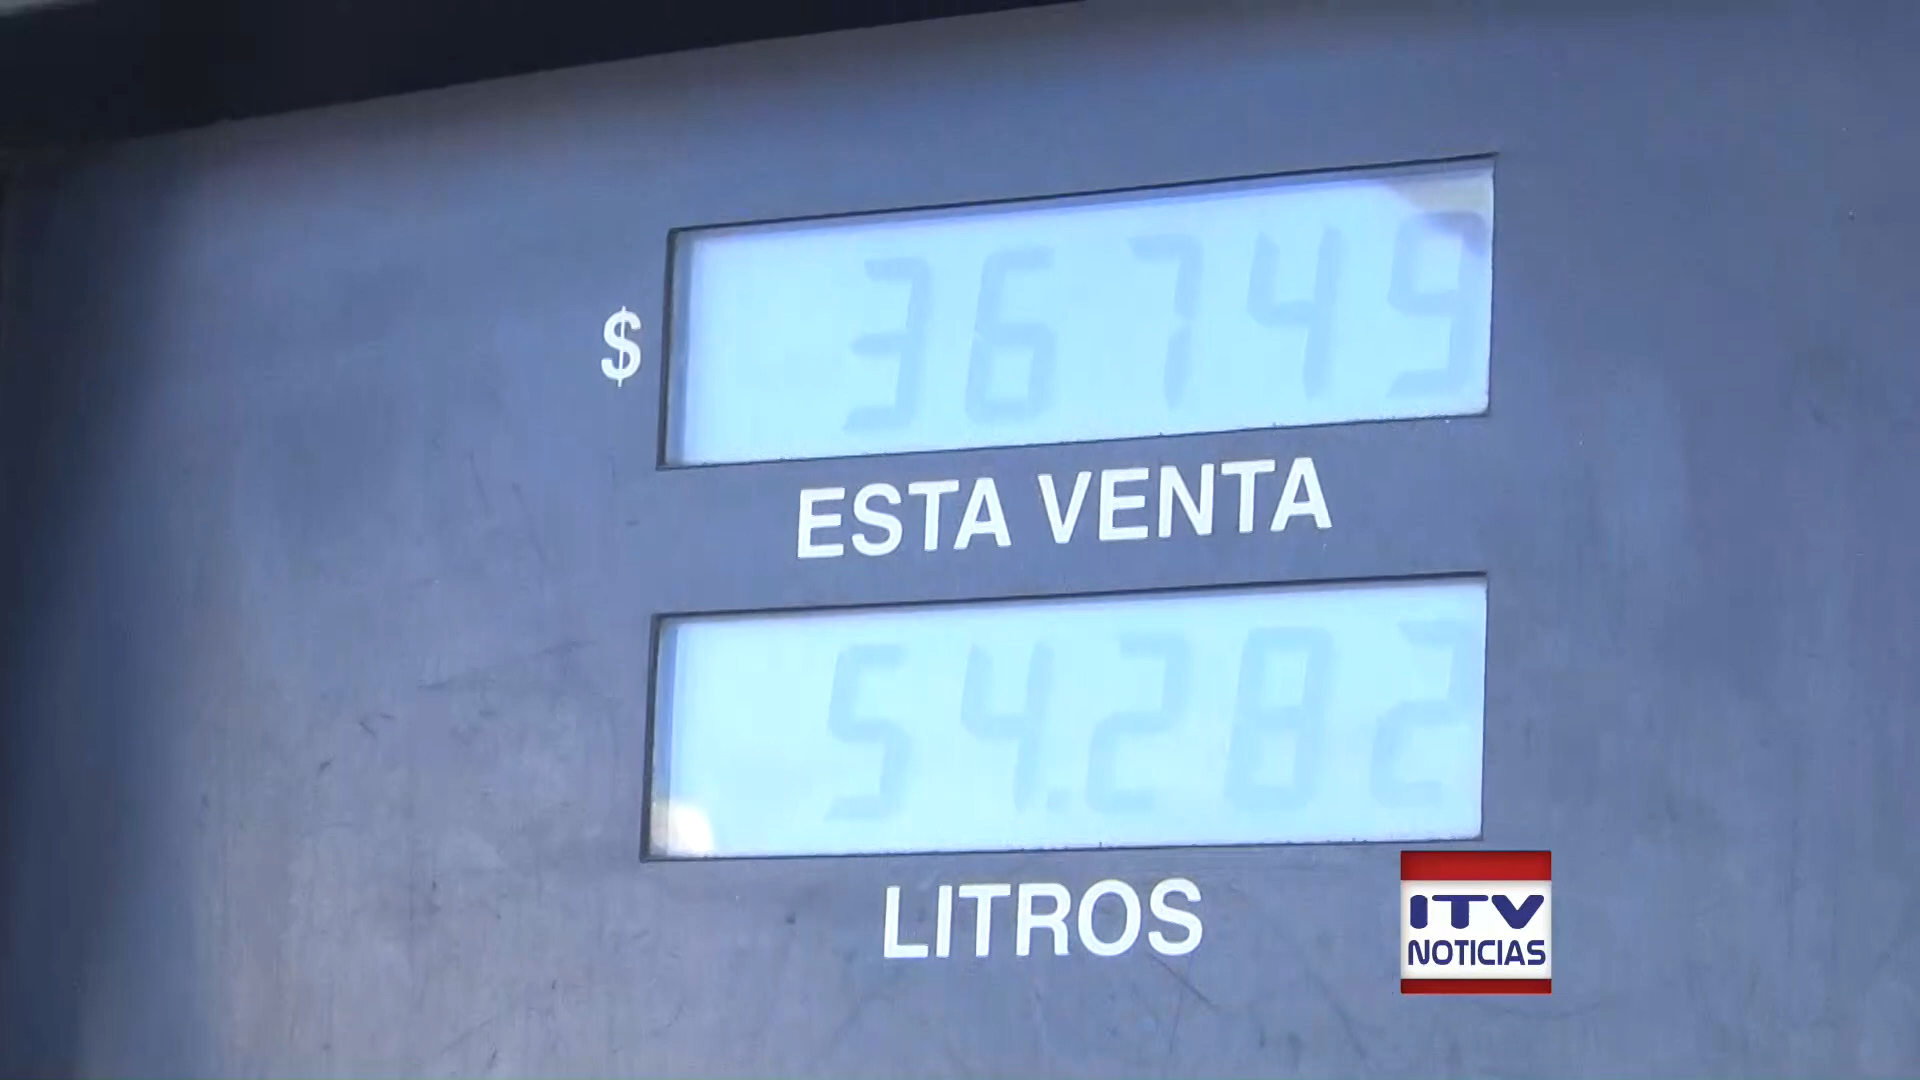 $ 36749
ESTA VENTA
54.282
LITROS
ITV
NOTICIAS